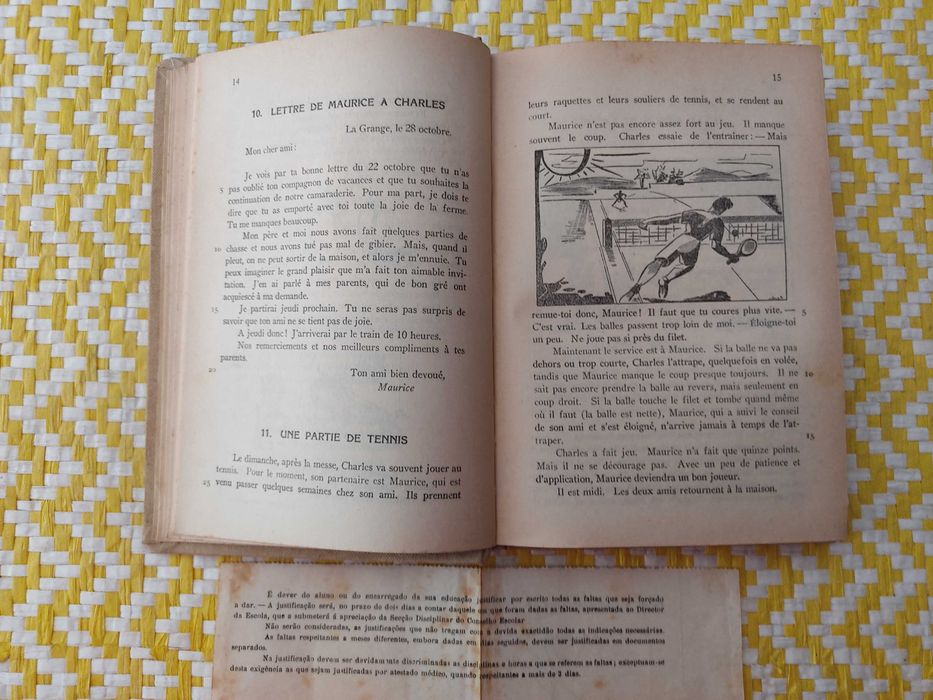 14
10. LETTRE DE MAURICE A CHARLES
La Grange, le 28 octobre.
Mon cher ami :
Je vois par ta bonne lettre du 22 octobre que tu n'as
5 pas oublié ton compagnon de vacances et que tu souhaites la
continuation de notre camaraderie. Pour ma part, je dois te
dire que tu as emporté avec toi toute la joie de la ferme.
Tu me manques beaucoup.
Mon père et moi nous avons fait quelques parties de
10 chasse et nous avons tué pas mal de gibier. Mais, quand il
pleut, on ne peut sortir de la maison, et alors je m'ennuie. Tu
peux imaginer le grand plaisir que m'a fait ton aimable invi-
tation. J'en ai parlé à mes parents, qui de bon gré ont
acquiescé à ma demande.
15 Je partirai jeudi prochain. Tu ne seras pas surpris de
savoir que ton ami ne se tient pas de joie.
A jeudi donc! J'arriverai par le train de 10 heures.
Nos remerciements et nos meilleurs compliments à tes
parents.
20 Ton ami bien devoué,
Maurice
11. UNE PARTIE DE TENNIS
Le dimanche, après la messe, Charles va souvent jouer au
tennis. Pour le moment, son partenaire est Maurice, qui est
25 venu passer quelques semaines chez son ami. Ils prennent
15
leurs raquettes et leurs souliers de tennis, et se rendent au
court.
Maurice n'est pas encore assez fort au jeu. Il manque
souvent le coup. Charles essaie de l'entrainer : — Mais
remue-toi donc, Maurice! Il faut que tu coures plus vite. —
C'est vrai. Les balles passent trop loin de moi. — Éloigne-toi 5
un peu. Ne joue pas si près du filet.
Maintenant le service est à Maurice. Si la balle ne va pas
dehors ou trop courte, Charles l'attrape, quelquefois en volée,
tandis que Maurice manque le coup presque toujours. Il ne 10
sait pas encore prendre la balle au revers, mais seulement en
coup droit. Si la balle touche le filet et tombe quand même
où il faut (la balle est nette), Maurice, qui a suivi le conseil
de son ami et s'est éloigné, n'arrive jamais à temps de l'at-
traper. 15
Charles a fait jeu. Maurice n'a fait que quinze points.
Mais il ne se décourage pas. Avec un peu de patience et
d'application, Maurice deviendra un bon joueur.
Il est midi. Les deux amis retournent à la maison.
É dever do aluno ou do encarregado da sua educação justificar por escrito todas as faltas que seja forçado
a dar. — A justificação será, no prazo de dois dias a contar daquele em que foram dadas as faltas, apresentada ao Director
da Escola, que a submeterá á apreciação da Secção Disciplinar do Conselho Escolar
Não serão consideradas, as justificações que não tragam com a devida exactidão todas as indicações necessárias.
As faltas respeitantes a meses diferentes, embora dadas em dias seguidos, devem ser justificadas em documentos
separados.
Na justificação devem ser devidamente discriminadas as disciplinas e horas a que se referem as faltas; exceptuam-se
desta exigência as que sejam justificadas por atestado médico, quando respeitantes a mais de 3 dias.